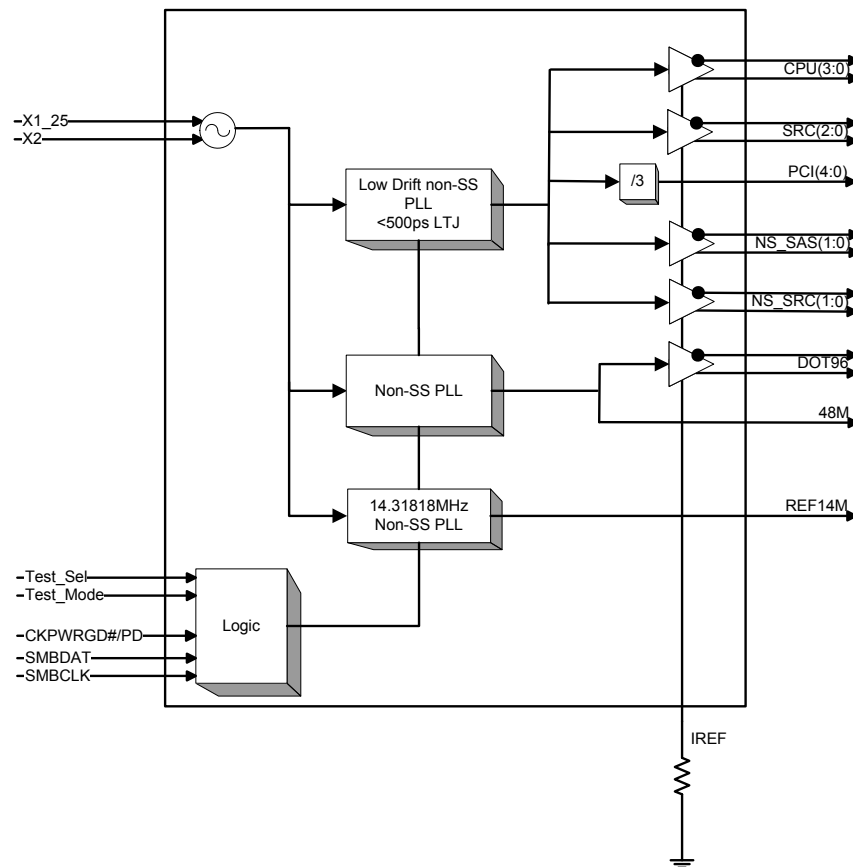 CPU(3:0)
X1_25
X2
SRC(2:0)
PCI(4:0)
/3
Low Drift non-SS
PLL
<500ps LTJ
NS_SAS(1:0)
NS_SRC(1:0)
DOT96
Non-SS PLL
48M
14.31818MHz
Non-SS PLL
REF14M
Test_Sel
Test_Mode
Logic
CKPWRGD#/PD
SMBDAT
SMBCLK
IREF